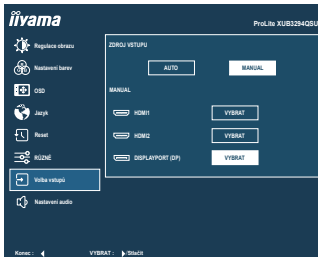 iiyama
ProLite XUB3294QSU
Regulace obrazu
Nastavení barev
OSD
Jazyk
Reset
RŮZNÉ
Volba vstupů
Nastavení audio
ZDROJ VSTUPU
AUTO
MANUAL
MANUAL
HDMI1
VYBRAT
HDMI2
VYBRAT
DISPLAYPORT (DP)
VYBRAT
Konec :
VYBRAT : /Stlačit